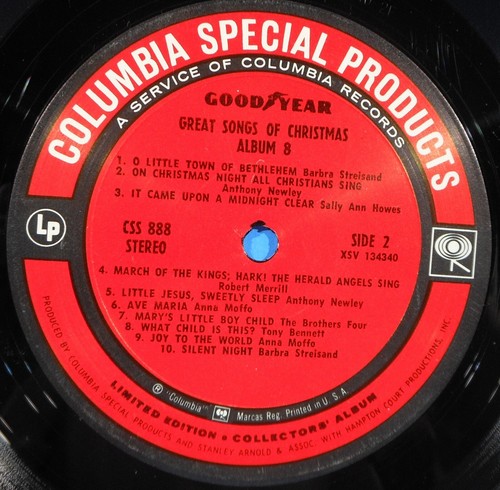 COLUMBIA SPECIAL PRODUCTS
A SERVICE OF COLUMBIA RECORDS
GOODYEAR
GREAT SONGS OF CHRISTMAS
ALBUM 8
1. O LITTLE TOWN OF BETHLEHEM Barbra Streisand
2. ON CHRISTMAS NIGHT ALL CHRISTIANS SING
Anthony Newley
3. IT CAME UPON A MIDNIGHT CLEAR Sally Ann Howes
LP
CSS 888
STEREO
SIDE 2
XSV 134340
4. MARCH OF THE KINGS; HARK! THE HERALD ANGELS SING
Robert Merrill
5. LITTLE JESUS, SWEETLY SLEEP Anthony Newley
6. AVE MARIA Anna Moffo
7. MARY'S LITTLE BOY CHILD The Brothers Four
8. WHAT CHILD IS THIS? Tony Bennett
9. JOY TO THE WORLD Anna Moffo
10. SILENT NIGHT Barbra Streisand
® "Columbia" Marcas Reg. Printed in U. S. A.
LIMITED EDITION • COLLECTORS' ALBUM
PRODUCED BY COLUMBIA SPECIAL PRODUCTS AND STANLEY ARNOLD & ASSOC. WITH HAMPTON COURT PRODUCTIONS, INC.